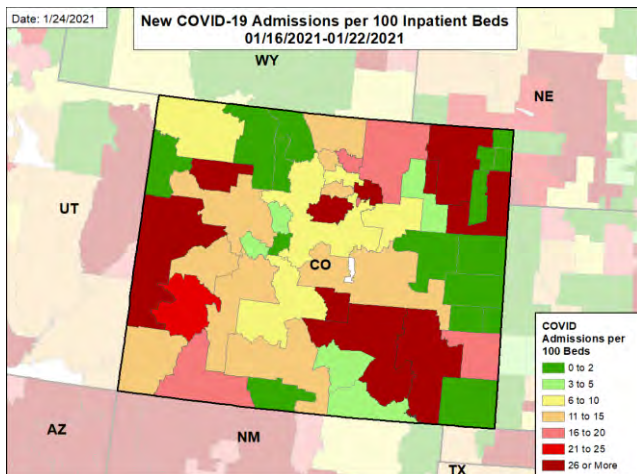 Date: 1/24/2021
New COVID-19 Admissions per 100 Inpatient Beds
01/16/2021-01/22/2021
WY
NE
UT
CO
AZ
NM
TX
COVID
Admissions per
100 Beds
0 to 2
3 to 5
6 to 10
11 to 15
16 to 20
21 to 25
26 or More